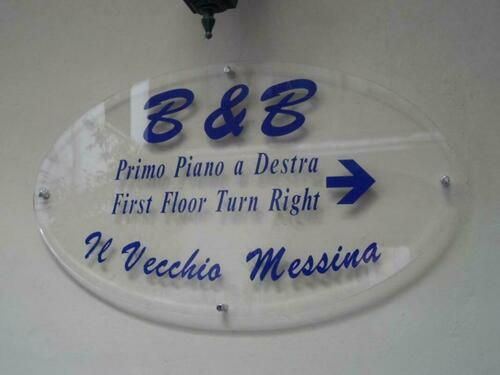 B & B
Primo Piano a Destra
First Floor Turn Right
Il Vecchio Messina